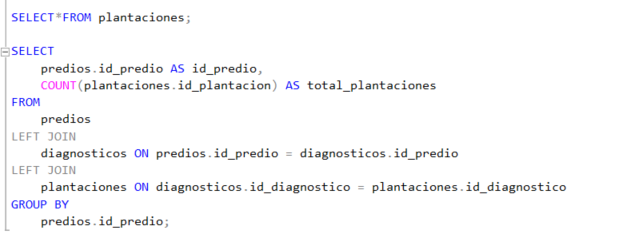 SELECT*FROM plantaciones;
SELECT
predios.id_predio AS id_predio,
COUNT(plantaciones.id_plantacion) AS total_plantaciones
FROM
predios
LEFT JOIN
diagnosticos ON predios.id_predio = diagnosticos.id_predio
LEFT JOIN
plantaciones ON diagnosticos.id_diagnostico = plantaciones.id_diagnostico
GROUP BY
predios.id_predio;